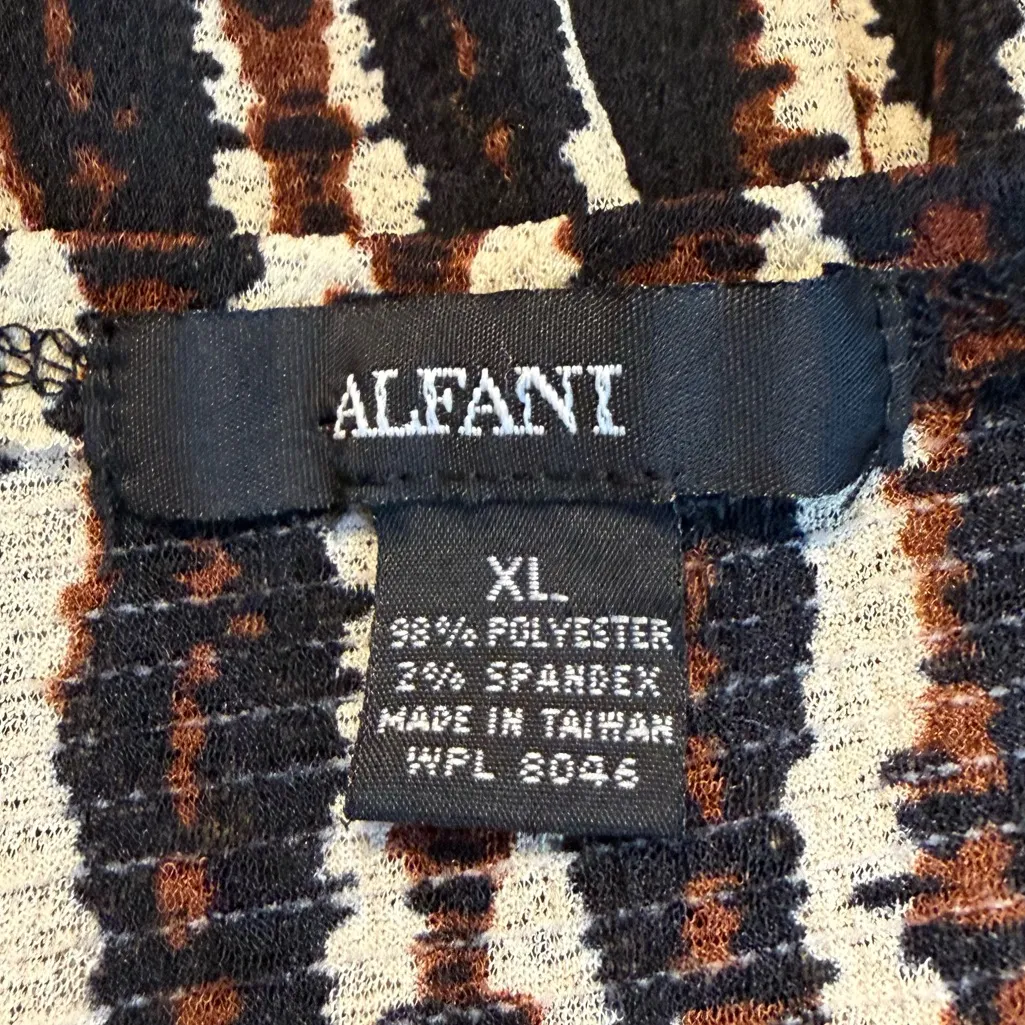 ALFANI
XL
98% POLYESTER
2% SPANDEX
MADE IN TAIWAN
WPL 8046